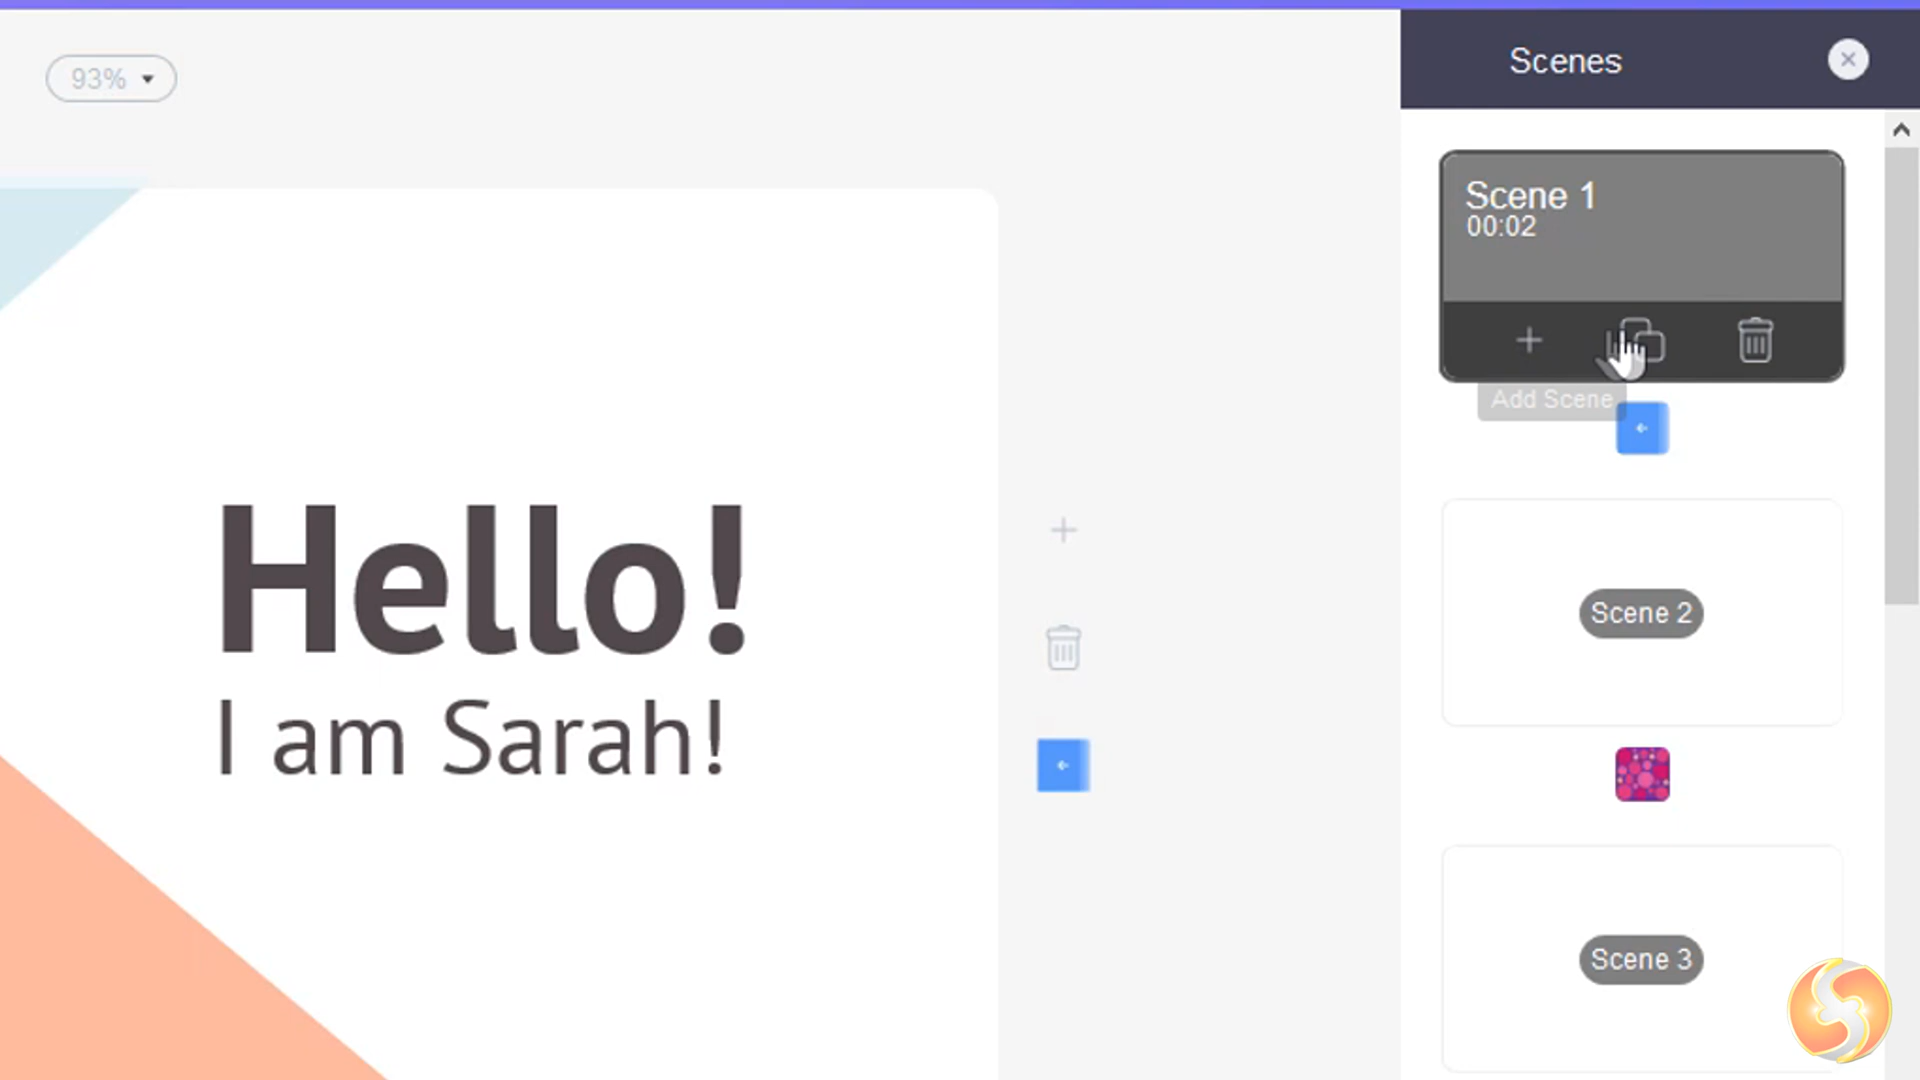 93%
Scenes
Scene 1
00:02
Add Scene
Hello!
I am Sarah!
Scene 2
Scene 3